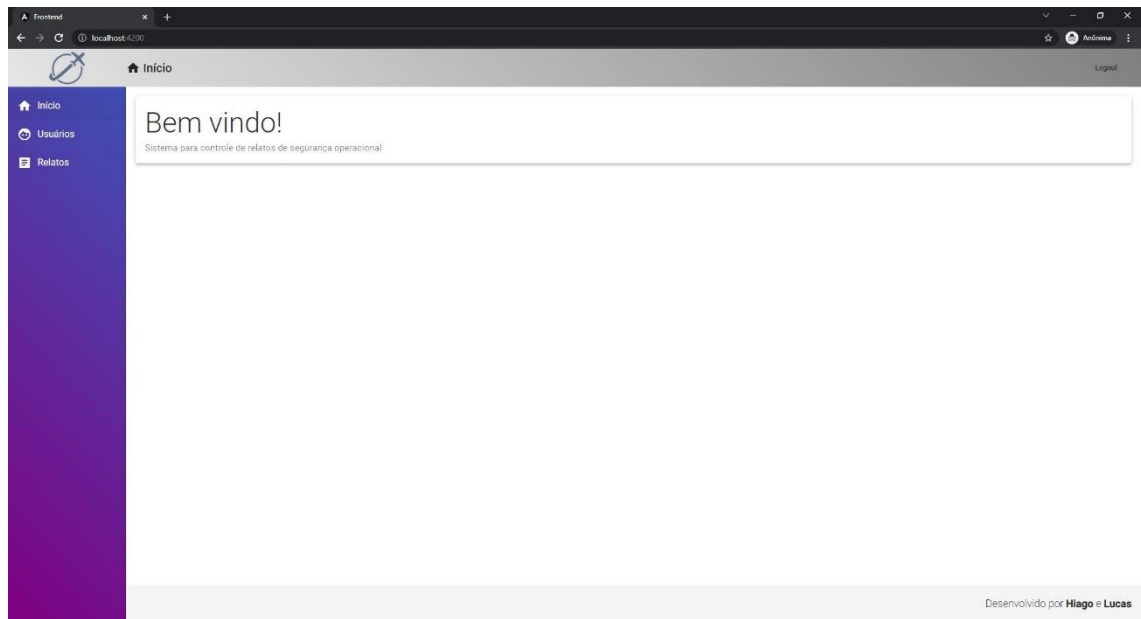 Frontend
localhost:4200
Anônima
Início
Logout
Início
Usuários
Relatos
Bem vindo!
Sistema para controle de relatos de segurança operacional
Desenvolvido por Hiago e Lucas